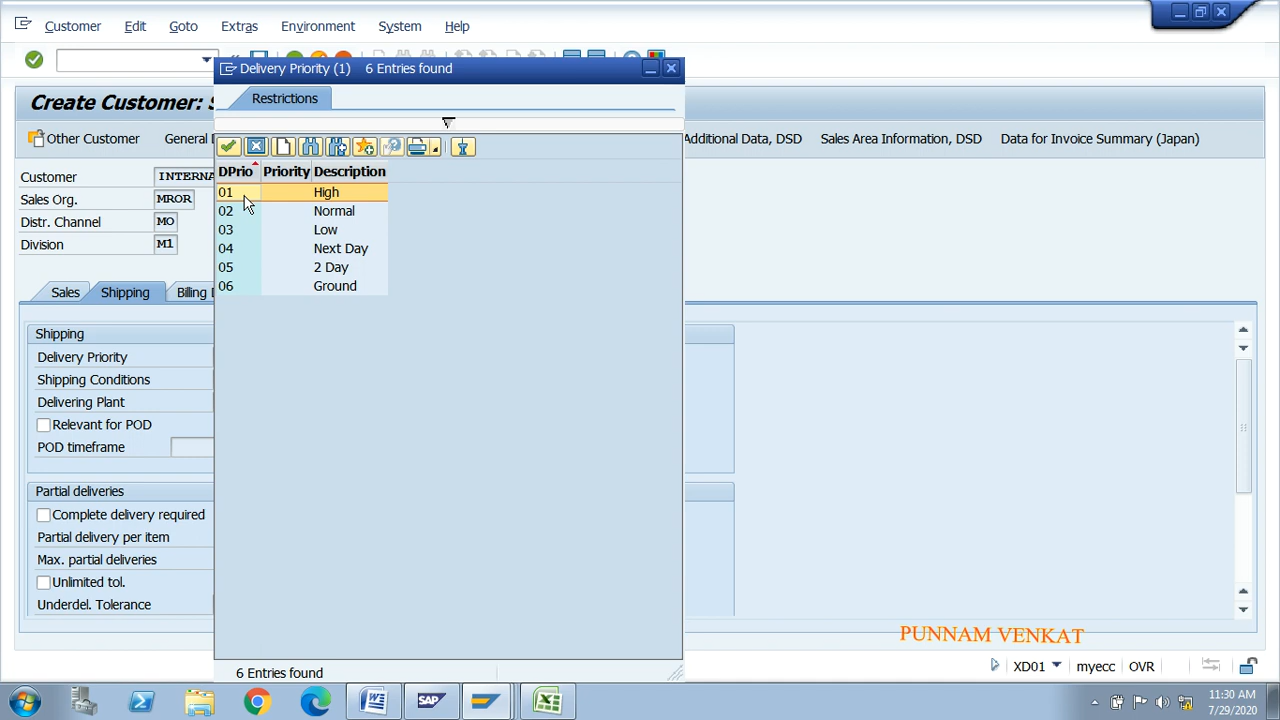 Customer Edit Goto Extras Environment System Help
Delivery Priority (1) 6 Entries found
Restrictions
Create Customer:
Other Customer General Additional Data, DSD Sales Area Information, DSD Data for Invoice Summary (Japan)
DPrio Priority Description
01 High
02 Normal
03 Low
04 Next Day
05 2 Day
06 Ground
Customer INTERNA
Sales Org. MROR
Distr. Channel MO
Division M1
Sales Shipping Billing
Shipping
Delivery Priority
Shipping Conditions
Delivering Plant
Relevant for POD
POD timeframe
Partial deliveries
Complete delivery required
Partial delivery per item
Max. partial deliveries
Unlimited tol.
Underdel. Tolerance
6 Entries found
PUNNAM VENKAT
XD01 myecc OVR
SAP
11:30 AM
7/29/2020